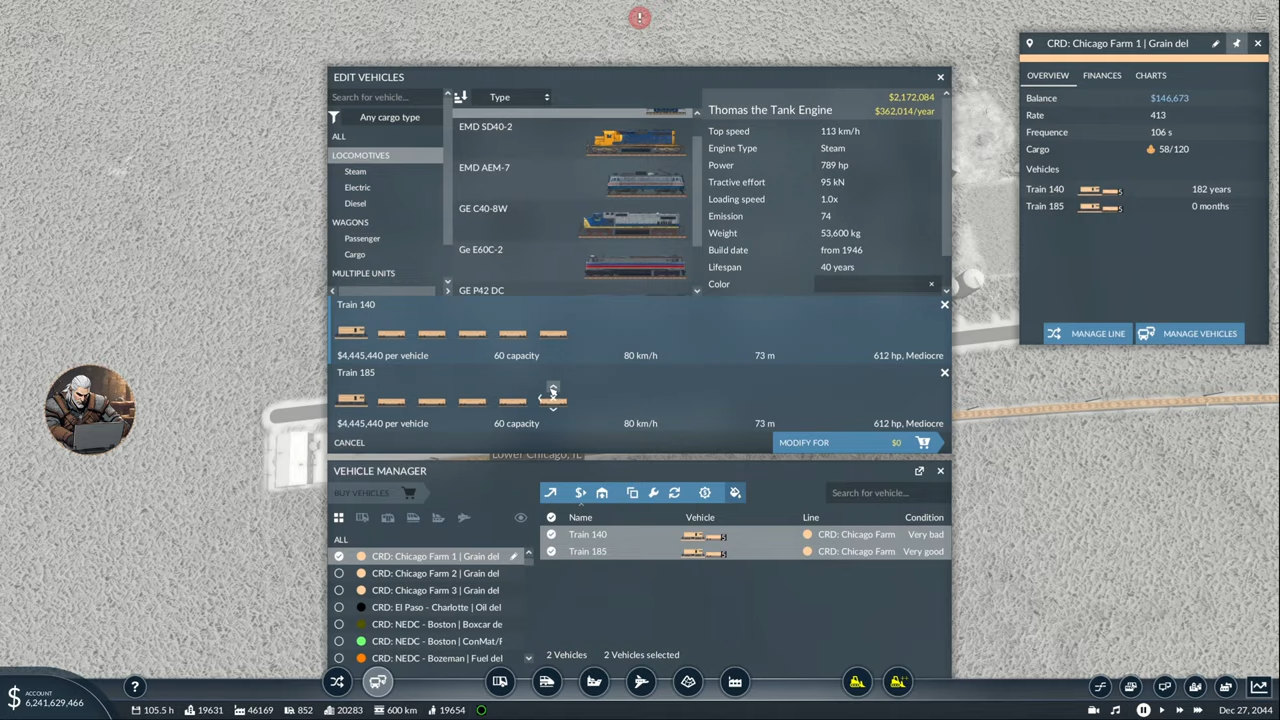 EDIT VEHICLES
Search for vehicle...
Any cargo type
ALL
LOCOMOTIVES
Steam
Electric
Diesel
WAGONS
Passenger
Cargo
MULTIPLE UNITS
Type
EMD SD40-2
EMD AEM-7
GE C40-8W
Ge E60C-2
GE P42 DC
$2,172,084
Thomas the Tank Engine
$362,014/year
Top speed 113 km/h
Engine Type Steam
Power 789 hp
Tractive effort 95 kN
Loading speed 1.0x
Emission 74
Weight 53,600 kg
Build date from 1946
Lifespan 40 years
Color
Train 140
$4,445,440 per vehicle 60 capacity 80 km/h 73 m 612 hp, Mediocre
Train 185
$4,445,440 per vehicle 60 capacity 80 km/h 73 m 612 hp, Mediocre
CANCEL
MODIFY FOR $0
Lower Chicago, IL
VEHICLE MANAGER
BUY VEHICLES
Search for vehicle...
ALL
CRD: Chicago Farm 1 | Grain del
CRD: Chicago Farm 2 | Grain del
CRD: Chicago Farm 3 | Grain del
CRD: El Paso - Charlotte | Oil del
CRD: NEDC - Boston | Boxcar de
CRD: NEDC - Boston | ConMat/F
CRD: NEDC - Bozeman | Fuel del
Name Vehicle Line Condition
Train 140 5 CRD: Chicago Farm Very bad
Train 185 5 CRD: Chicago Farm Very good
2 Vehicles 2 Vehicles selected
CRD: Chicago Farm 1 | Grain del
OVERVIEW FINANCES CHARTS
Balance $146,673
Rate 413
Frequence 106 s
Cargo 58/120
Vehicles
Train 140 5 182 years
Train 185 5 0 months
MANAGE LINE MANAGE VEHICLES
$ ACCOUNT
6,241,629,466
?
105.5 h 19631 46169 852 20283 600 km 19654
Dec 27, 2044